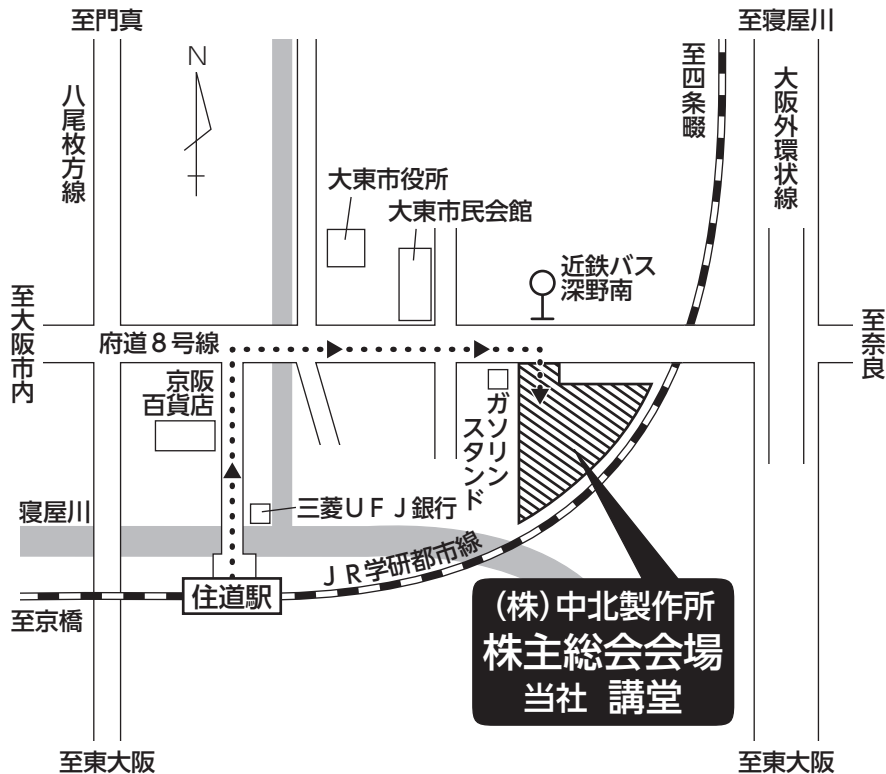 至門真
至寝屋川
N
八尾枚方線
至四条畷
大阪外環状線
大東市役所
大東市民会館
近鉄バス
深野南
至大阪市内
府道8号線
至奈良
京阪
百貨店
ガソリン
スタンド
寝屋川
三菱UFJ銀行
JR学研都市線
住道駅
至京橋
(株)中北製作所
株主総会会場
当社 講堂
至東大阪
至東大阪